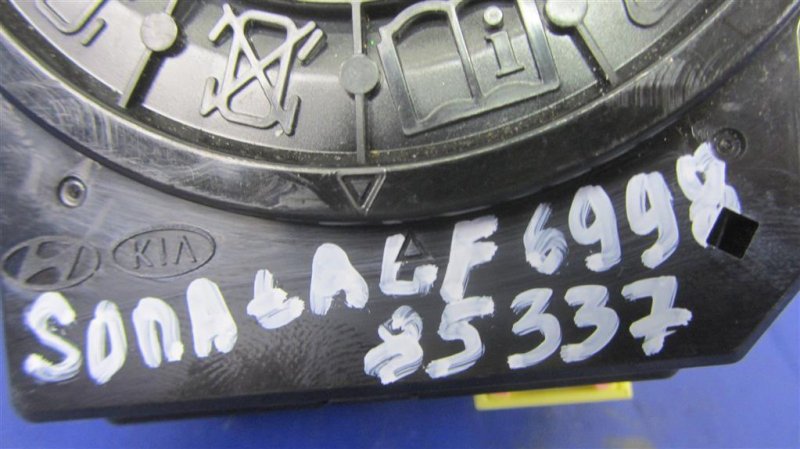 i
KIA
SONATA LF 6998
85337